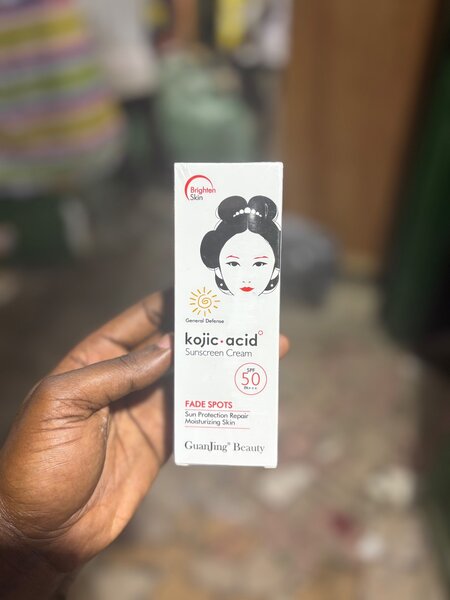 Brighten
Skin
General Defense
kojic·acid
Sunscreen Cream
SPF
50
PA+++
FADE SPOTS
Sun Protection Repair
Moisturizing Skin
GuanJing® Beauty